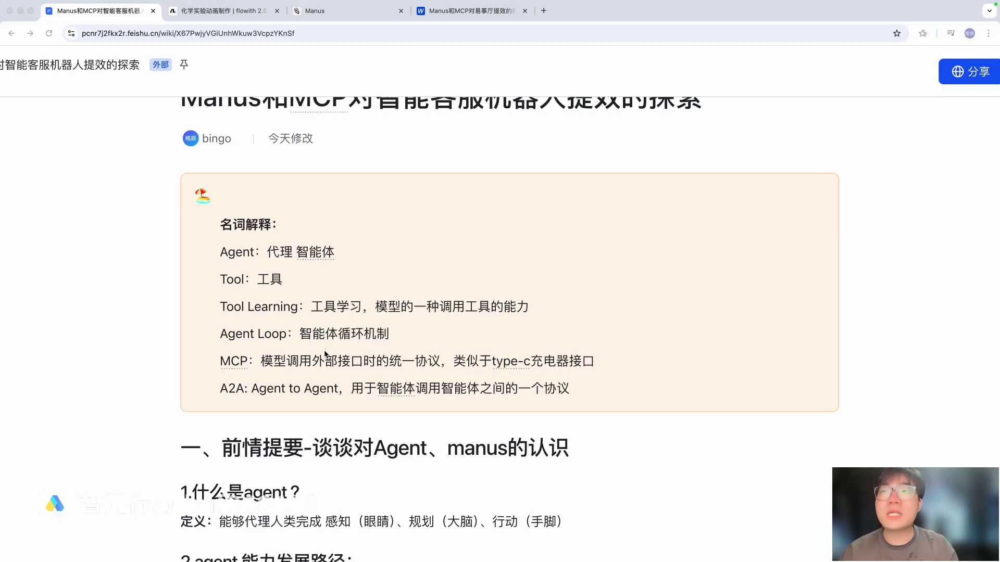 Manus和MCP对智能客服机器人
化学实验动画制作 | flowith 2.0
Manus
Manus和MCP对易事厅提效的探
pcnr7j2fkx2r.feishu.cn/wiki/X67PwjyVGiUnhWkuw3VcpzYKnSf
对智能客服机器人提效的探索 外部
分享
Manus和MCP对智能客服机器人提效的探索
皓辰 bingo
今天修改
名词解释：
Agent：代理 智能体
Tool：工具
Tool Learning：工具学习，模型的一种调用工具的能力
Agent Loop：智能体循环机制
MCP：模型调用外部接口时的统一协议，类似于type-c充电器接口
A2A: Agent to Agent，用于智能体调用智能体之间的一个协议
一、前情提要-谈谈对Agent、manus的认识
1.什么是agent？
定义：能够代理人类完成 感知（眼睛）、规划（大脑）、行动（手脚）
2.agent 能力发展路径：